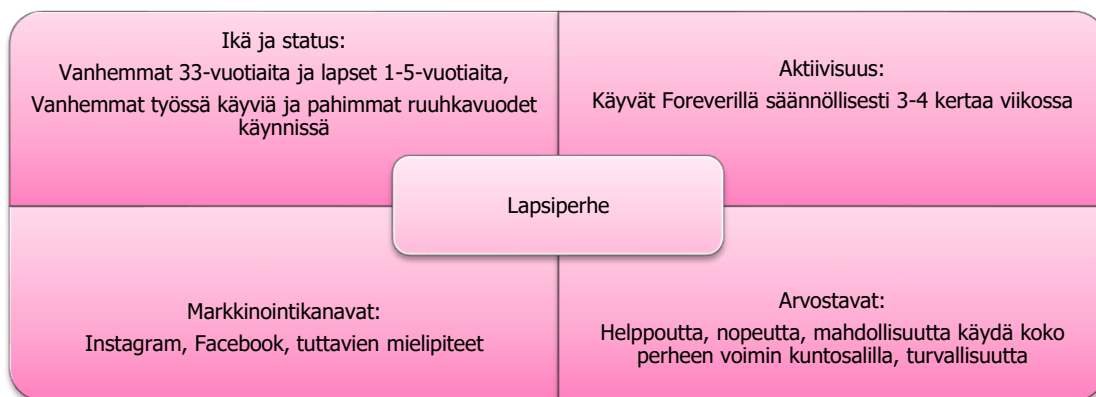 Ikä ja status:
Vanhemmat 33-vuotiaita ja lapset 1-5-vuotiaita,
Vanhemmat työssä käyviä ja pahimmat ruuhkavuodet
käynnissä
Aktiivisuus:
Käyvät Foreverillä säännöllisesti 3-4 kertaa viikossa
Lapsiperhe
Markkinointikanavat:
Instagram, Facebook, tuttavien mielipiteet
Arvostavat:
Helppoutta, nopeutta, mahdollisuutta käydä koko
perheen voimin kuntosalilla, turvallisuutta